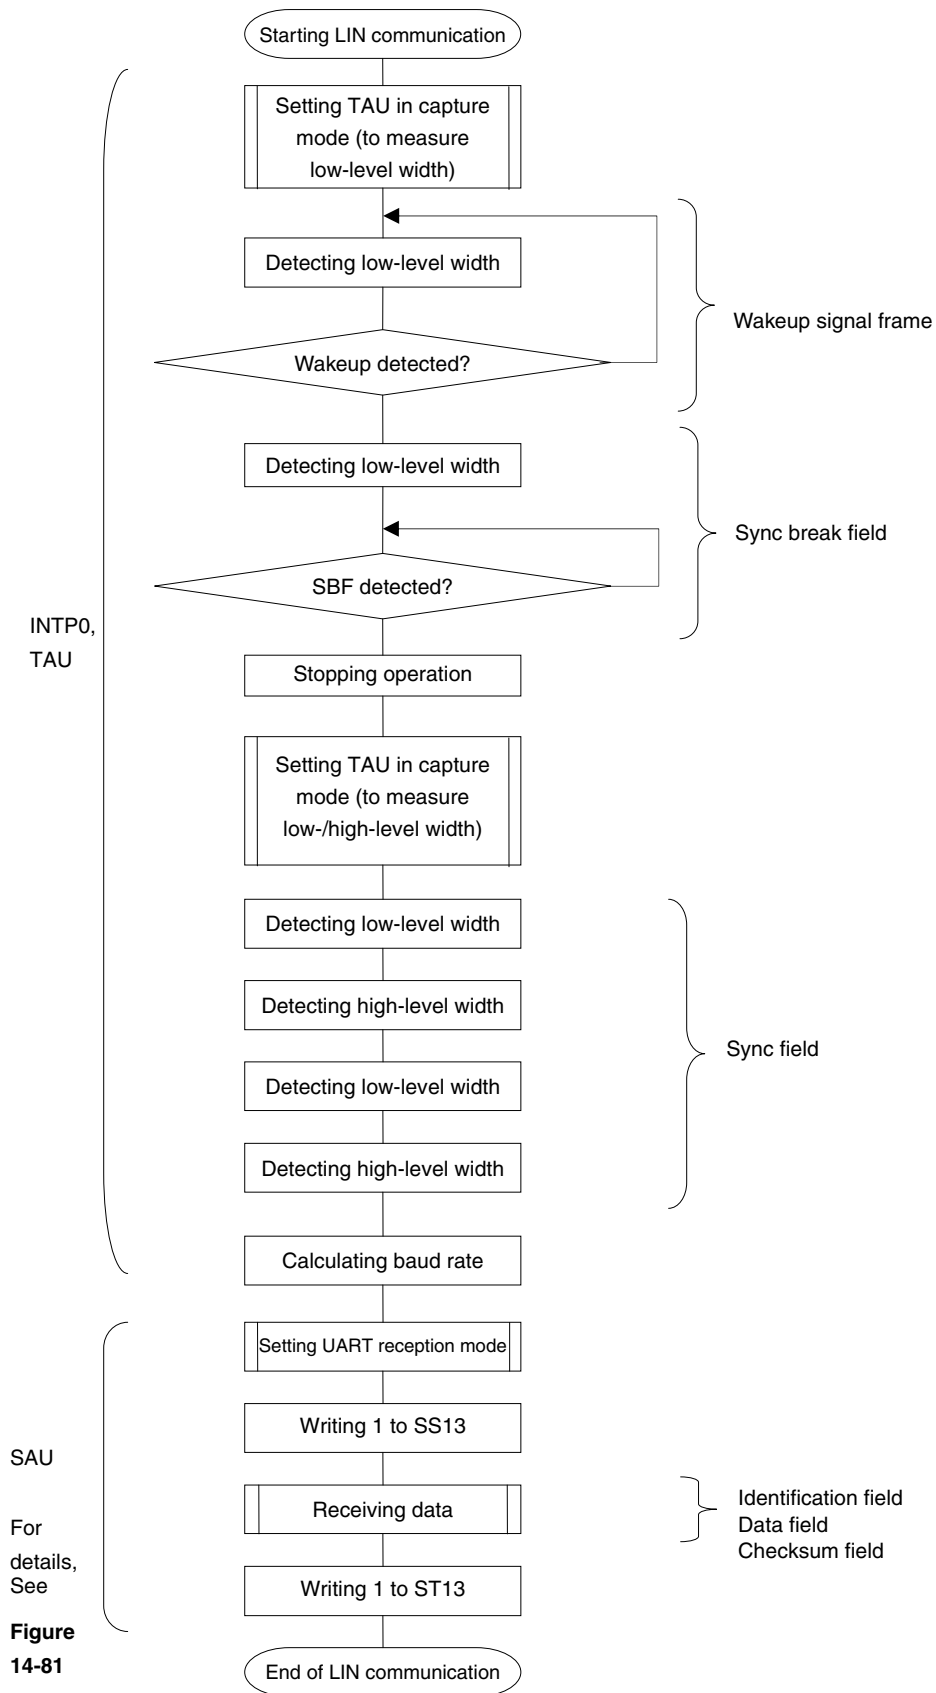 Starting LIN communication
Setting TAU in capture
mode (to measure
low-level width)
Detecting low-level width
Wakeup detected?
Wakeup signal frame
Detecting low-level width
SBF detected?
Sync break field
INTP0,
TAU
Stopping operation
Setting TAU in capture
mode (to measure
low-/high-level width)
Detecting low-level width
Detecting high-level width
Detecting low-level width
Detecting high-level width
Sync field
Calculating baud rate
Setting UART reception mode
Writing 1 to SS13
Receiving data
Identification field
Data field
Checksum field
Writing 1 to ST13
SAU
For
details,
See
Figure
14-81
End of LIN communication